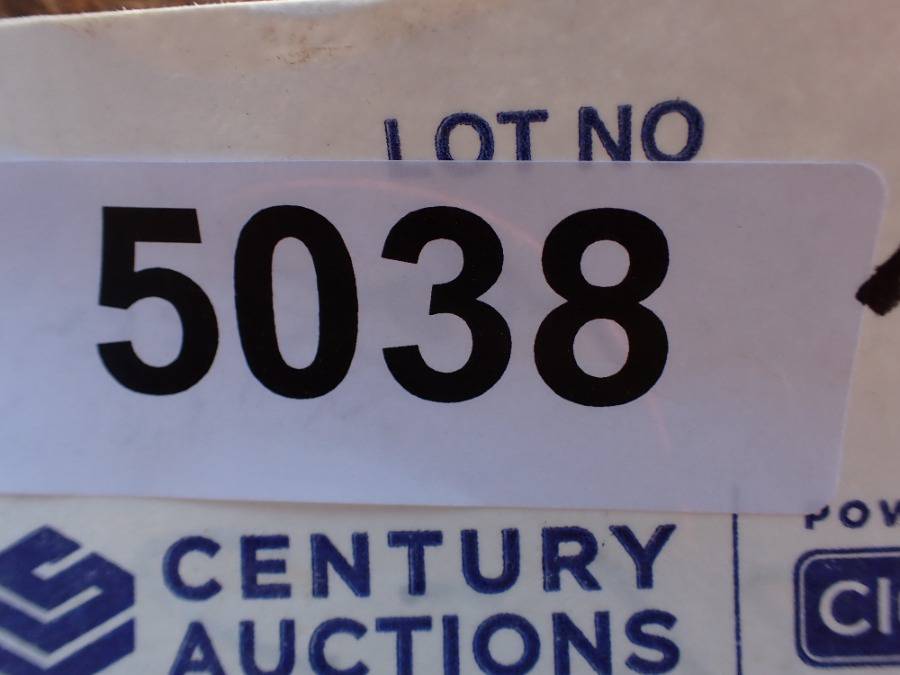 LOT NO
5038
CENTURY
AUCTIONS